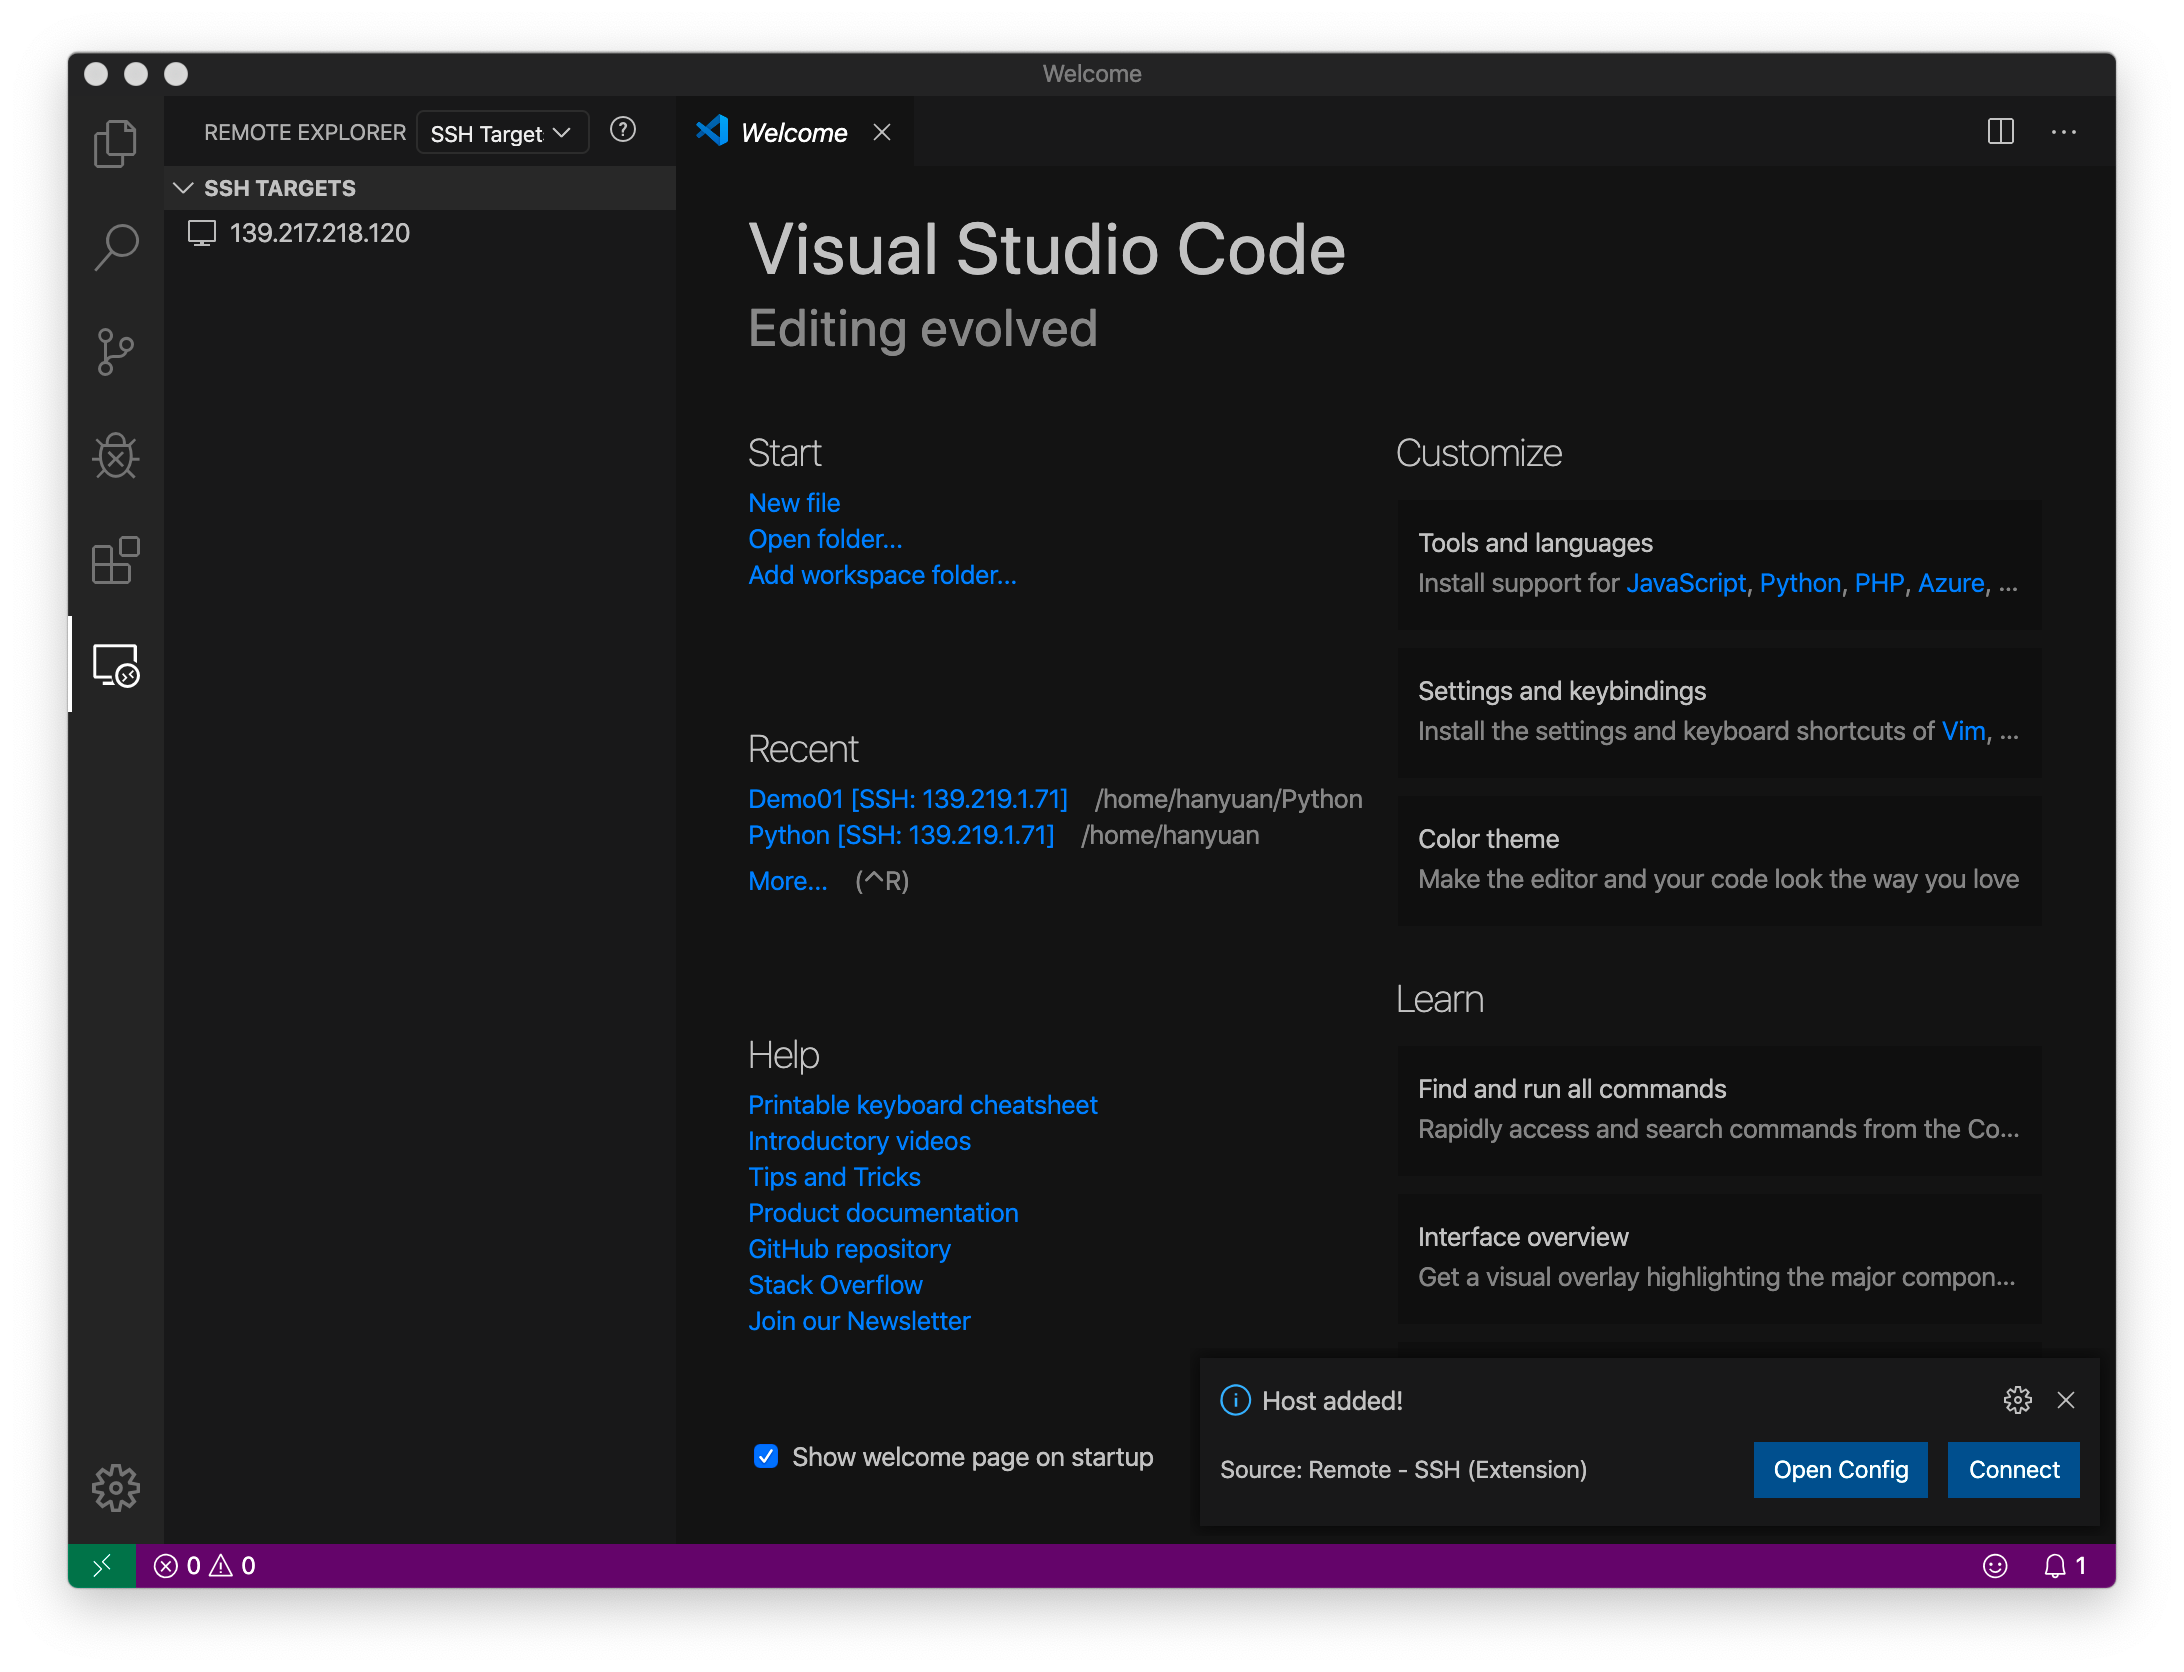 Welcome
REMOTE EXPLORER
SSH Target
SSH TARGETS
139.217.218.120
Welcome
Visual Studio Code
Editing evolved
Start
New file
Open folder...
Add workspace folder...
Recent
Demo01 [SSH: 139.219.1.71] /home/hanyuan/Python
Python [SSH: 139.219.1.71] /home/hanyuan
More... (^R)
Help
Printable keyboard cheatsheet
Introductory videos
Tips and Tricks
Product documentation
GitHub repository
Stack Overflow
Join our Newsletter
Show welcome page on startup
Customize
Tools and languages
Install support for JavaScript, Python, PHP, Azure, ...
Settings and keybindings
Install the settings and keyboard shortcuts of Vim, ...
Color theme
Make the editor and your code look the way you love
Learn
Find and run all commands
Rapidly access and search commands from the Co...
Interface overview
Get a visual overlay highlighting the major compon...
Host added!
Source: Remote - SSH (Extension)
Open Config
Connect
0 0
1